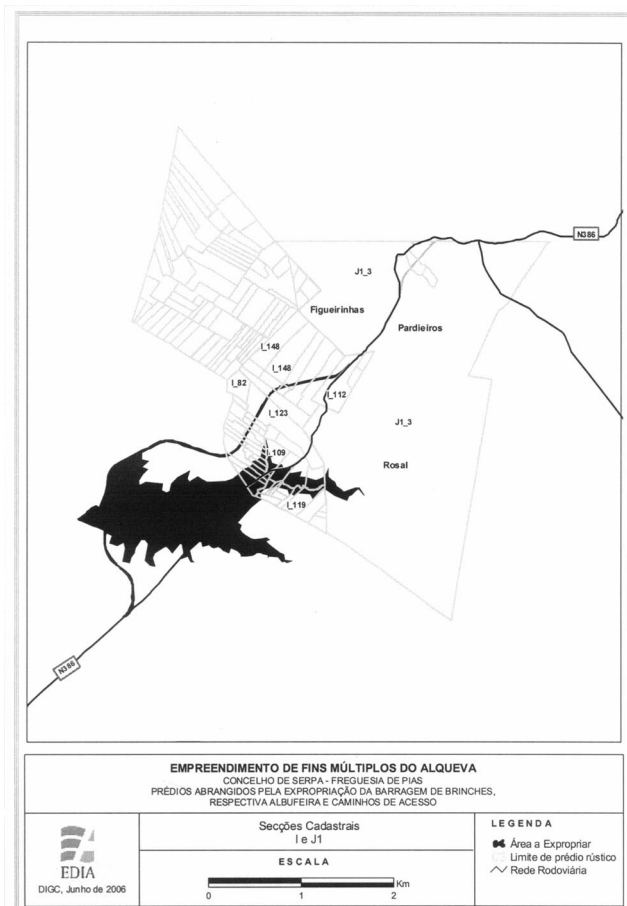 N386
J1_3
Figueirinhas
Pardieiros
I_148
I_148
I_82
I_112
I_123
J1_3
I_109
Rosal
I_119
N386
EMPREENDIMENTO DE FINS MÚLTIPLOS DO ALQUEVA
CONCELHO DE SERPA - FREGUESIA DE PIAS
PRÉDIOS ABRANGIDOS PELA EXPROPRIAÇÃO DA BARRAGEM DE BRINCHES,
RESPECTIVA ALBUFEIRA E CAMINHOS DE ACESSO
EDIA
DIGC, Junho de 2006
Secções Cadastrais
I e J1
ESCALA
Km
0 1 2
LEGENDA
Área a Expropriar
Limite de prédio rústico
Rede Rodoviária